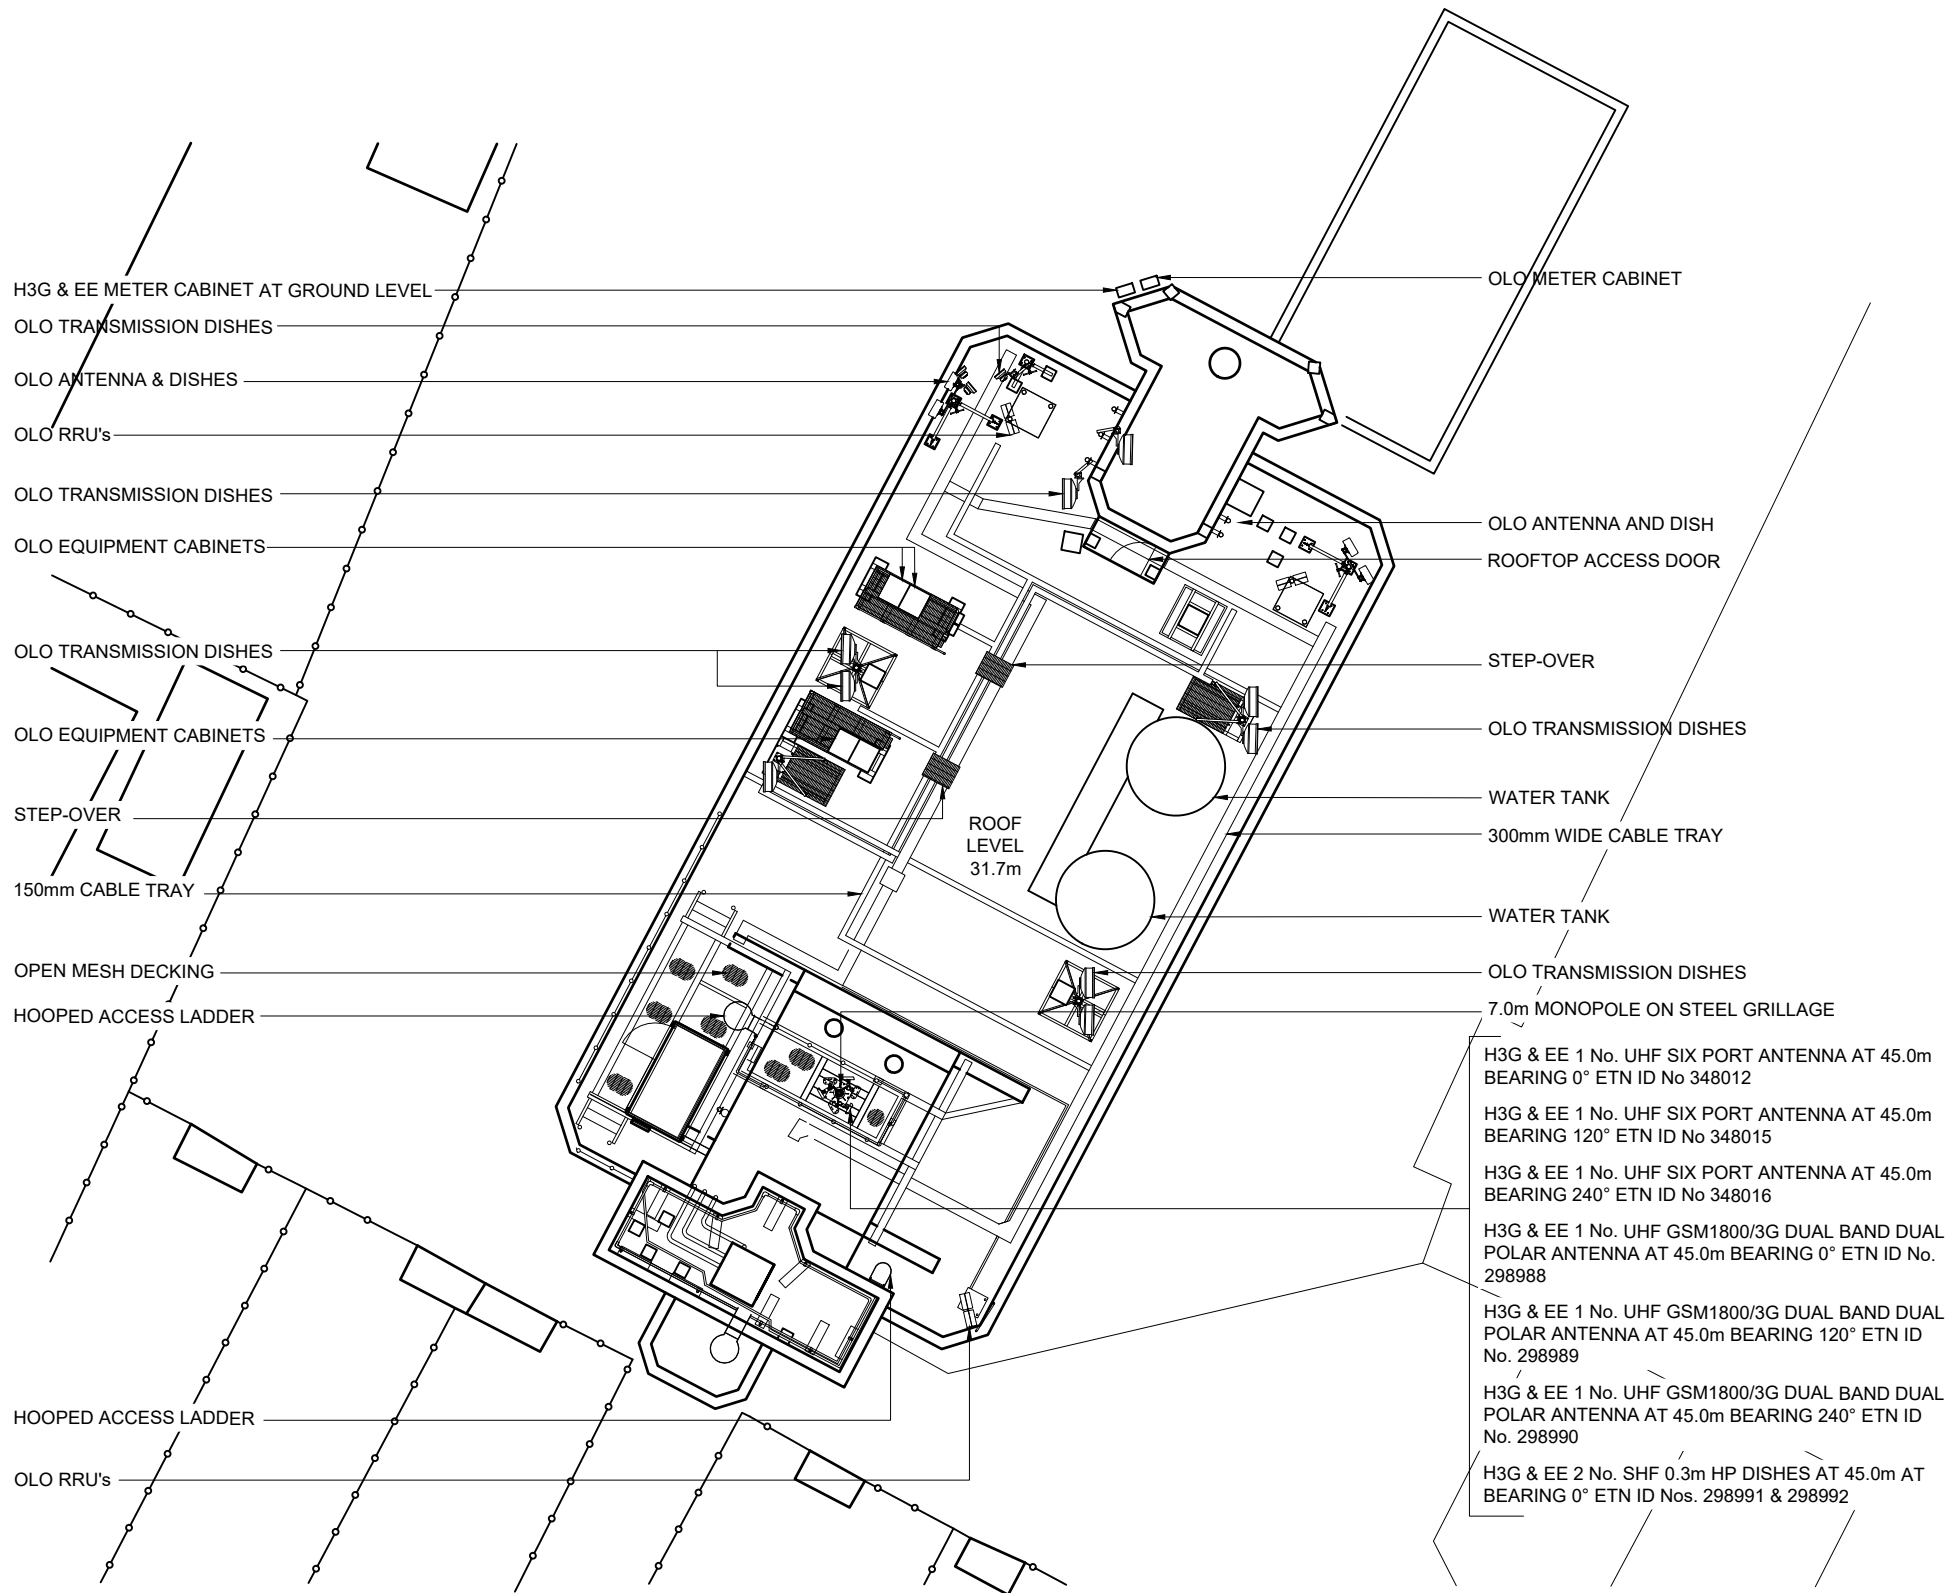 H3G & EE METER CABINET AT GROUND LEVEL
OLO TRANSMISSION DISHES
OLO ANTENNA & DISHES
OLO RRU's
OLO TRANSMISSION DISHES
OLO EQUIPMENT CABINETS
OLO TRANSMISSION DISHES
OLO EQUIPMENT CABINETS
STEP-OVER
150mm CABLE TRAY
OPEN MESH DECKING
HOOPED ACCESS LADDER
HOOPED ACCESS LADDER
OLO RRU's
ROOF
LEVEL
31.7m
OLO METER CABINET
OLO ANTENNA AND DISH
ROOFTOP ACCESS DOOR
STEP-OVER
OLO TRANSMISSION DISHES
WATER TANK
300mm WIDE CABLE TRAY
WATER TANK
OLO TRANSMISSION DISHES
7.0m MONOPOLE ON STEEL GRILLAGE
H3G & EE 1 No. UHF SIX PORT ANTENNA AT 45.0m
BEARING 0° ETN ID No 348012
H3G & EE 1 No. UHF SIX PORT ANTENNA AT 45.0m
BEARING 120° ETN ID No 348015
H3G & EE 1 No. UHF SIX PORT ANTENNA AT 45.0m
BEARING 240° ETN ID No 348016
H3G & EE 1 No. UHF GSM1800/3G DUAL BAND DUAL
POLAR ANTENNA AT 45.0m BEARING 0° ETN ID No.
298988
H3G & EE 1 No. UHF GSM1800/3G DUAL BAND DUAL
POLAR ANTENNA AT 45.0m BEARING 120° ETN ID
No. 298989
H3G & EE 1 No. UHF GSM1800/3G DUAL BAND DUAL
POLAR ANTENNA AT 45.0m BEARING 240° ETN ID
No. 298990
H3G & EE 2 No. SHF 0.3m HP DISHES AT 45.0m AT
BEARING 0° ETN ID Nos. 298991 & 298992